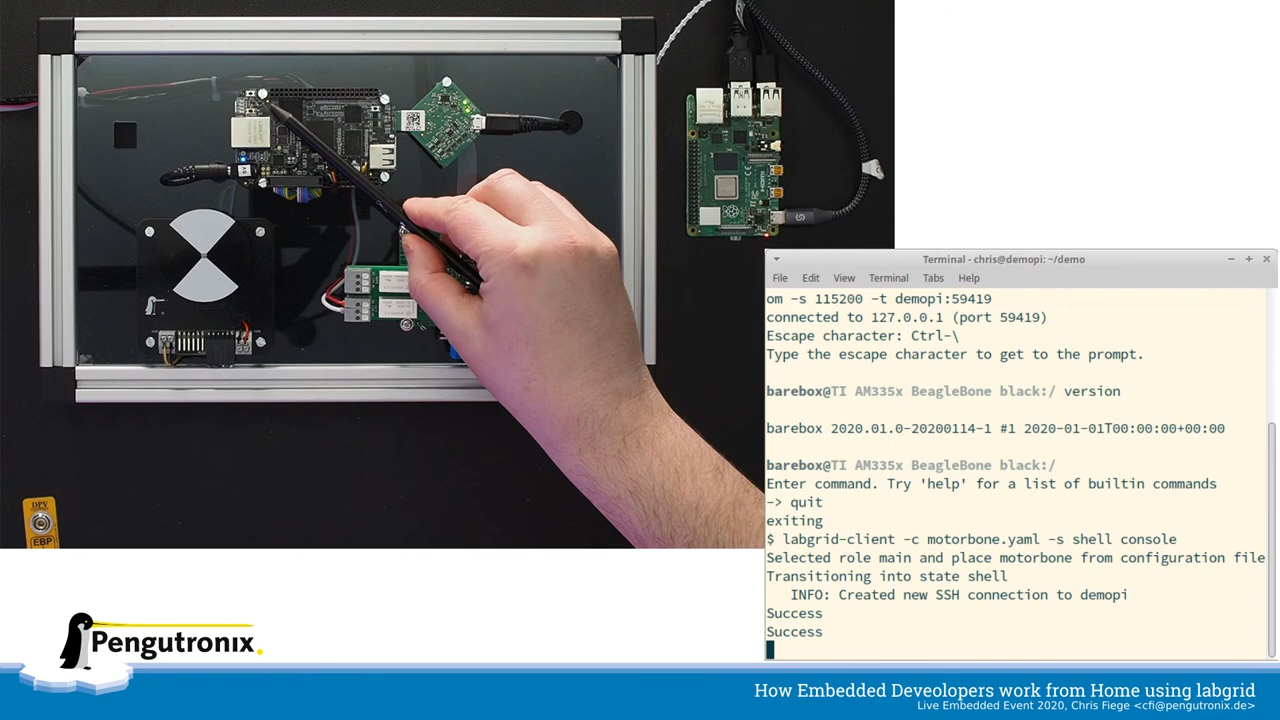 DPV
EBP
Terminal - chris@demopi: ~/demo
File Edit View Terminal Tabs Help
om -s 115200 -t demopi:59419
connected to 127.0.0.1 (port 59419)
Escape character: Ctrl-\
Type the escape character to get to the prompt.
barebox@TI AM335x BeagleBone black:/ version
barebox 2020.01.0-20200114-1 #1 2020-01-01T00:00:00+00:00
barebox@TI AM335x BeagleBone black:/
Enter command. Try 'help' for a list of builtin commands
-> quit
exiting
$ labgrid-client -c motorbone.yaml -s shell console
Selected role main and place motorbone from configuration file
Transitioning into state shell
INFO: Created new SSH connection to demopi
Success
Success
Pengutronix.
How Embedded Deveolopers work from Home using labgrid
Live Embedded Event 2020, Chris Fiege <cfi@pengutronix.de>